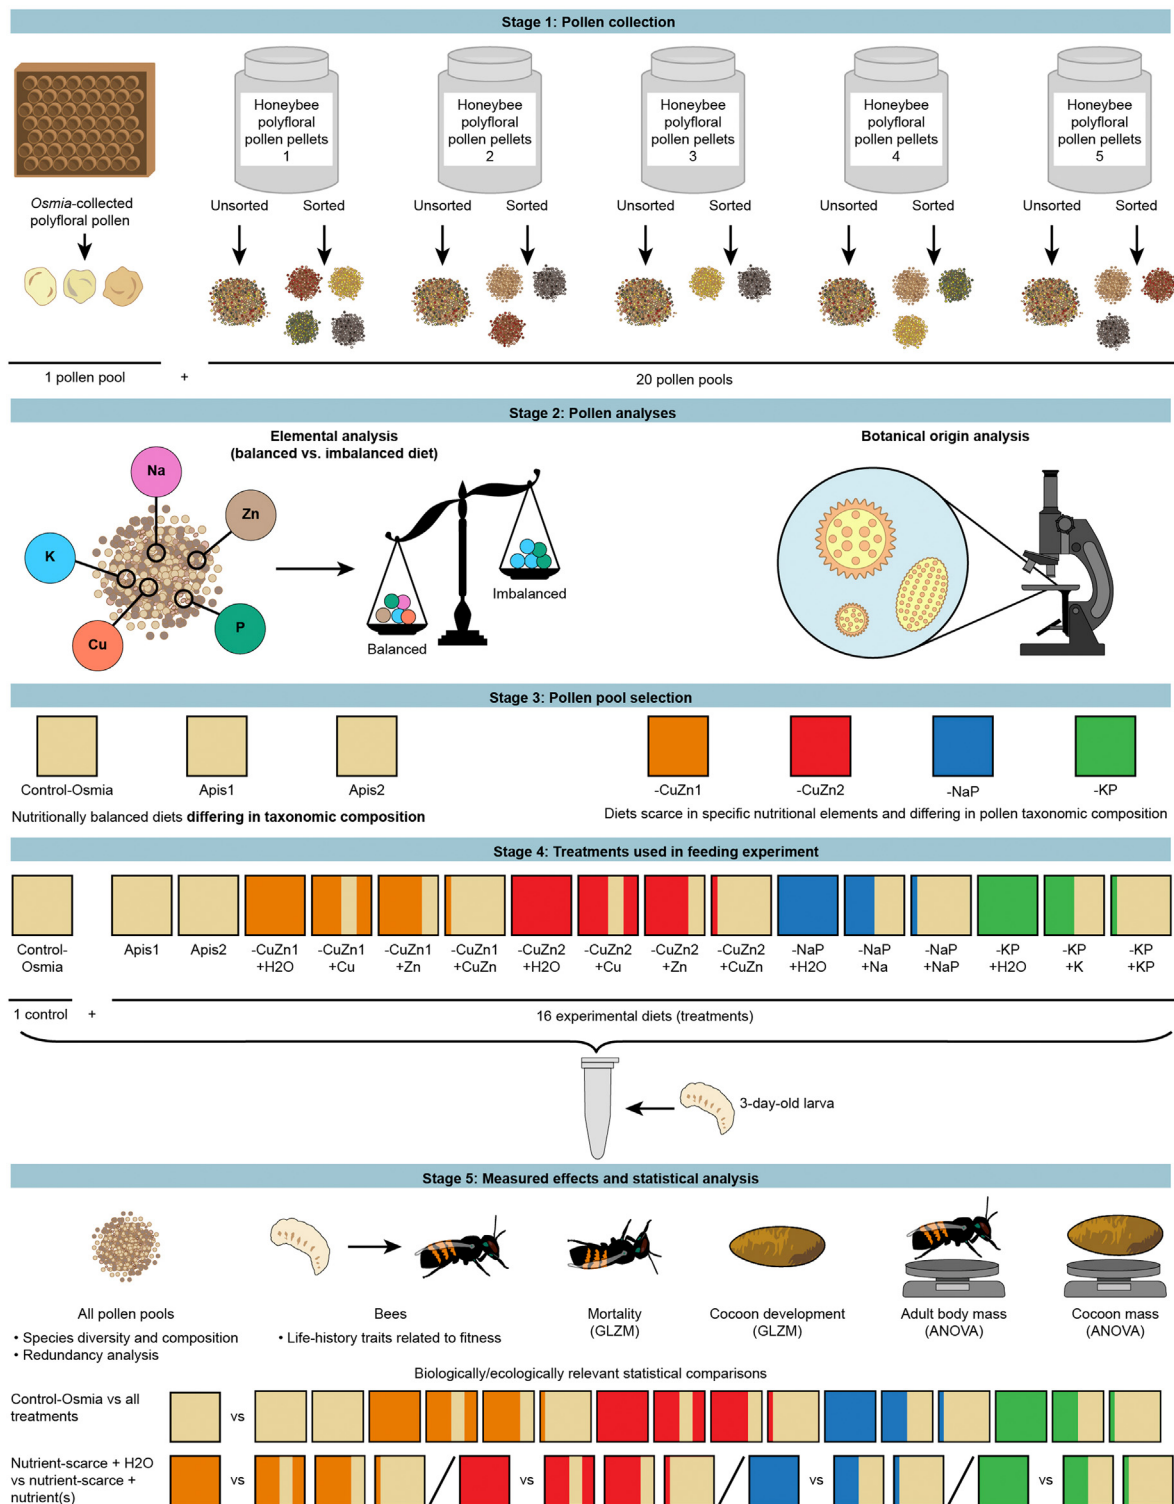 Stage 1: Pollen collection
Honeybee
polyfloral
pollen pellets
1
Honeybee
polyfloral
pollen pellets
2
Honeybee
polyfloral
pollen pellets
3
Honeybee
polyfloral
pollen pellets
4
Honeybee
polyfloral
pollen pellets
5
Osmia-collected
polyfloral pollen
Unsorted Sorted
Unsorted Sorted
Unsorted Sorted
Unsorted Sorted
Unsorted Sorted
1 pollen pool + 20 pollen pools
Stage 2: Pollen analyses
Elemental analysis
(balanced vs. imbalanced diet)
Botanical origin analysis
Na
Zn
K
Cu
P
Imbalanced
Balanced
Stage 3: Pollen pool selection
Control-Osmia Apis1 Apis2 -CuZn1 -CuZn2 -NaP -KP
Nutritionally balanced diets differing in taxonomic composition
Diets scarce in specific nutritional elements and differing in pollen taxonomic composition
Stage 4: Treatments used in feeding experiment
Control-
Osmia
Apis1
Apis2
-CuZn1
+H2O
-CuZn1
+Cu
-CuZn1
+Zn
-CuZn1
+CuZn
-CuZn2
+H2O
-CuZn2
+Cu
-CuZn2
+Zn
-CuZn2
+CuZn
-NaP
+H2O
-NaP
+Na
-NaP
+NaP
-KP
+H2O
-KP
+K
-KP
+KP
1 control + 16 experimental diets (treatments)
3-day-old larva
Stage 5: Measured effects and statistical analysis
All pollen pools
• Species diversity and composition
• Redundancy analysis
Bees
• Life-history traits related to fitness
Mortality
(GLZM)
Cocoon development
(GLZM)
Adult body mass
(ANOVA)
Cocoon mass
(ANOVA)
Biologically/ecologically relevant statistical comparisons
Control-Osmia vs all
treatments
vs
Nutrient-scarce + H2O
vs nutrient-scarce +
nutrient(s)
vs
vs
vs
vs